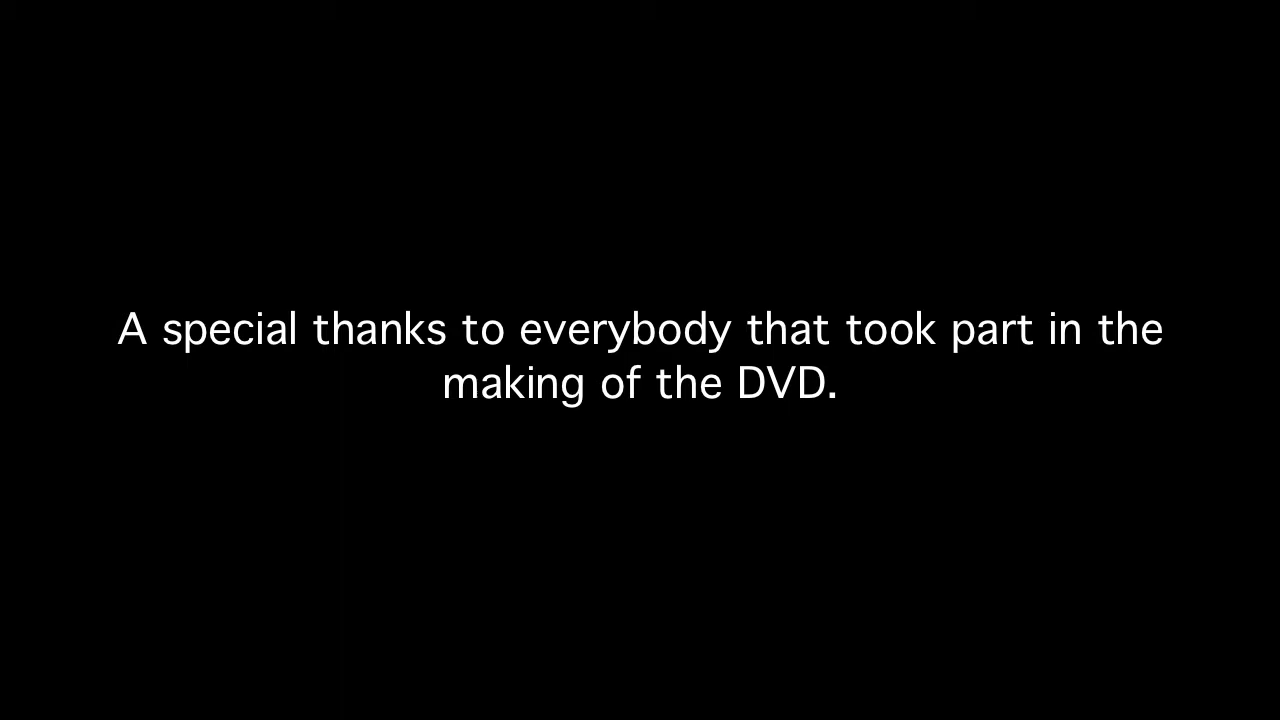 A special thanks to everybody that took part in the
making of the DVD.